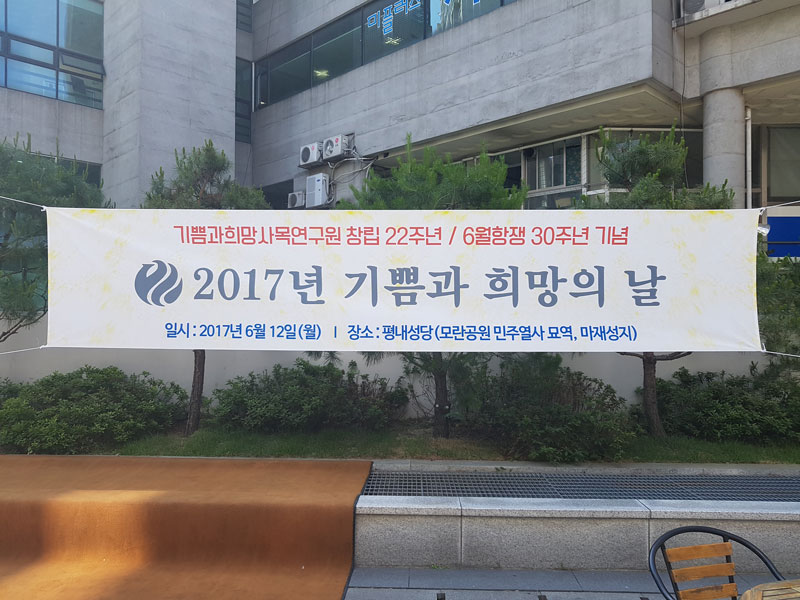 기쁨과희망사목연구원 창립 22주년 / 6월항쟁 30주년 기념
2017년 기쁨과 희망의 날
일시 : 2017년 6월 12일(월) ㅣ 장소 : 평내성당(모란공원 민주열사 묘역, 마재성지)